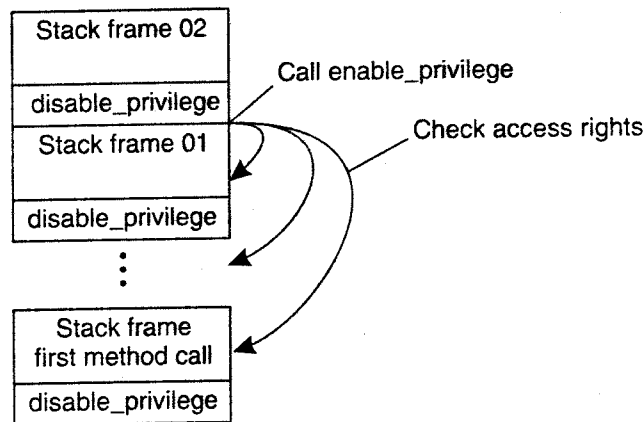 Stack frame 02
Call enable_privilege
disable_privilege
Check access rights
Stack frame 01
disable_privilege
Stack frame
first method call
disable_privilege